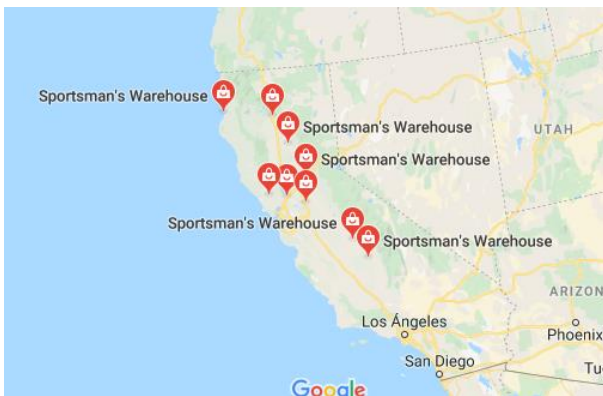 Sportsman's Warehouse
Sportsman's Warehouse
UTAH
Sportsman's Warehouse
Sportsman's Warehouse
Sportsman's Warehouse
ARIZON
Los Ángeles
Phoenix
San Diego
Tu
Google